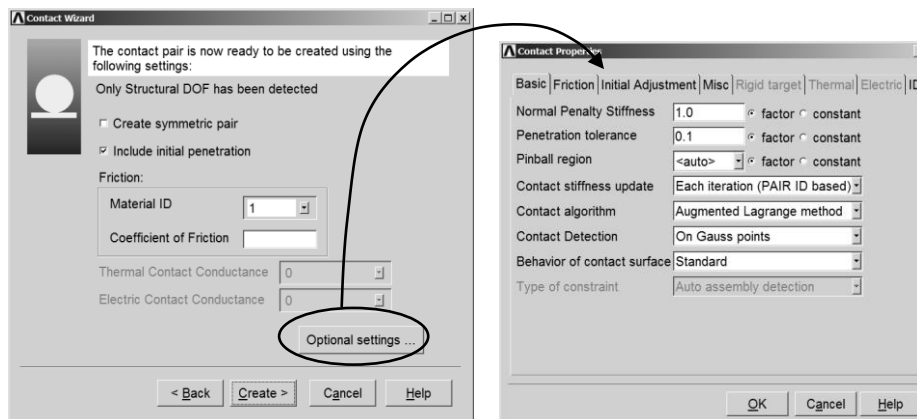 Contact Wizard
The contact pair is now ready to be created using the
following settings:
Only Structural DOF has been detected
Create symmetric pair
Include initial penetration
Friction:
Material ID 1
Coefficient of Friction
Thermal Contact Conductance 0
Electric Contact Conductance 0
Optional settings ...
< Back Create > Cancel Help
Contact Properties
Basic Friction Initial Adjustment Misc Rigid target Thermal Electric ID
Normal Penalty Stiffness 1.0 factor constant
Penetration tolerance 0.1 factor constant
Pinball region <auto> factor constant
Contact stiffness update Each iteration (PAIR ID based)
Contact algorithm Augmented Lagrange method
Contact Detection On Gauss points
Behavior of contact surface Standard
Type of constraint Auto assembly detection
OK Cancel Help